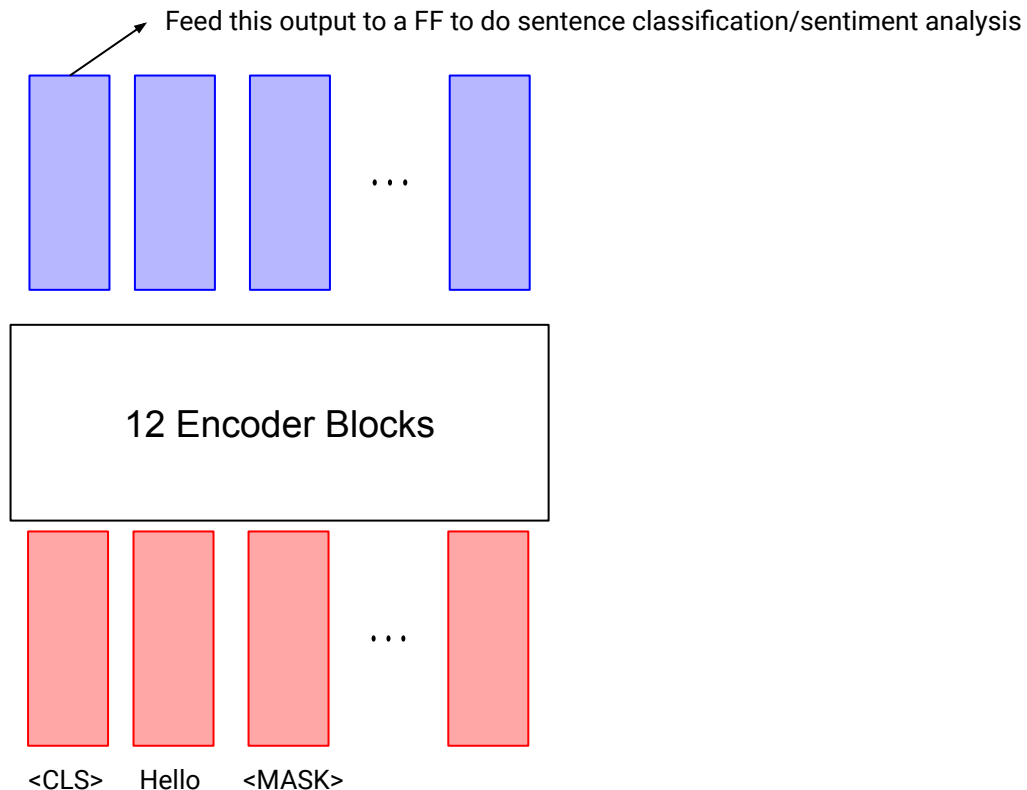 Feed this output to a FF to do sentence classification/sentiment analysis
...
12 Encoder Blocks
...
<CLS> Hello <MASK>